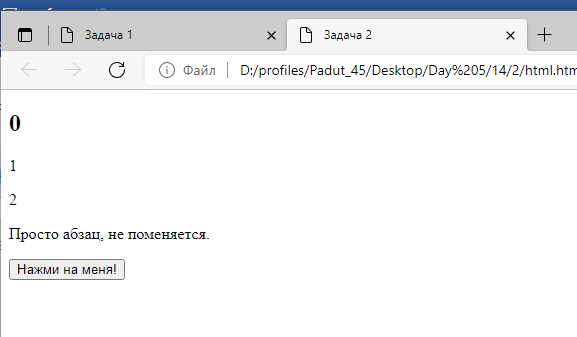 Задача 1
Задача 2
Файл
D:/profiles/Padut_45/Desktop/Day%205/14/2/html.htm
0
1
2
Просто абзац, не поменяется.
Нажми на меня!